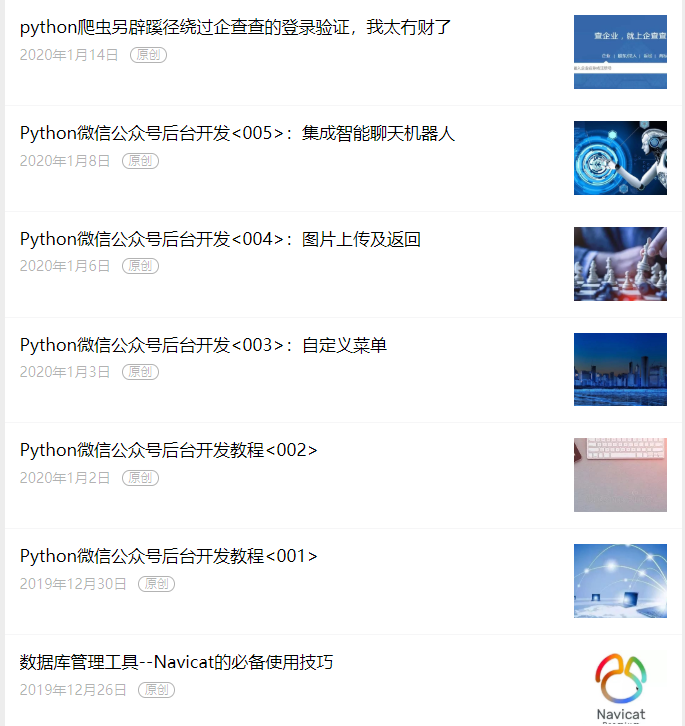 python爬虫另辟蹊径绕过企查查的登录验证，我太冇财了
2020年1月14日 原创
查企业，就上企查查
Python微信公众号后台开发<005>：集成智能聊天机器人
2020年1月8日 原创
Python微信公众号后台开发<004>：图片上传及返回
2020年1月6日 原创
Python微信公众号后台开发<003>：自定义菜单
2020年1月3日 原创
Python微信公众号后台开发教程<002>
2020年1月2日 原创
Python微信公众号后台开发教程<001>
2019年12月30日 原创
数据库管理工具--Navicat的必备使用技巧
2019年12月26日 原创
Navicat